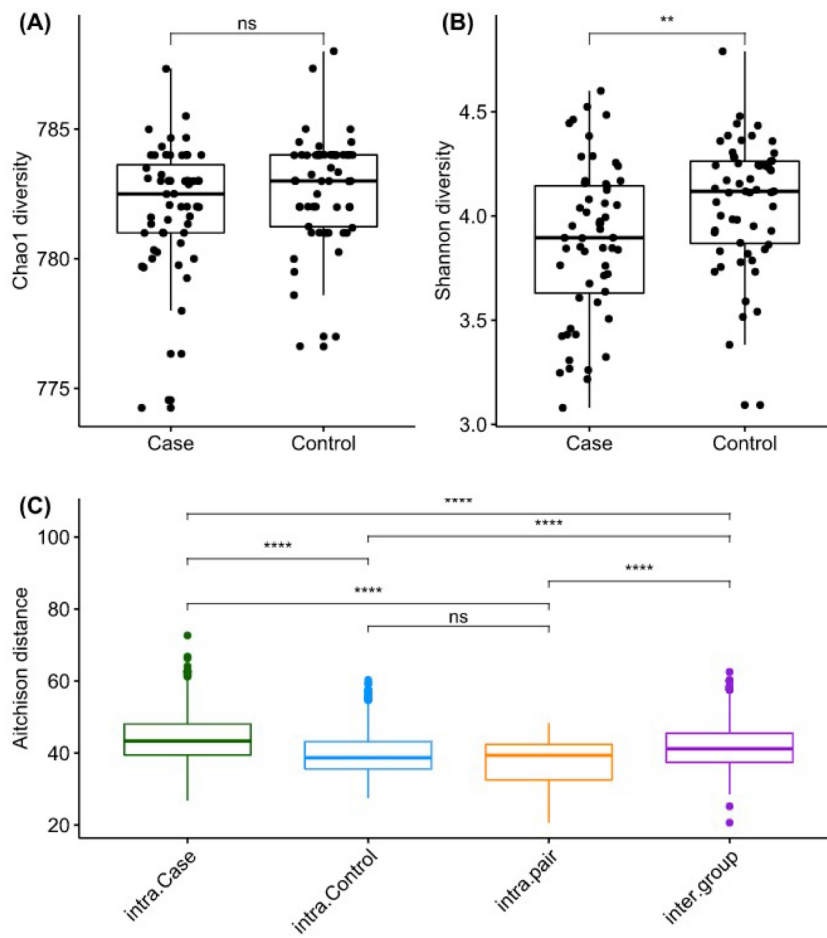 (A)
ns
Chao1 diversity
785
780
775
Case
Control
(B)
**
Shannon diversity
4.5
4.0
3.5
3.0
Case
Control
(C)
****
****
****
****
****
ns
Aitchison distance
100
80
60
40
20
intra.Case
intra.Control
intra.pair
inter.group